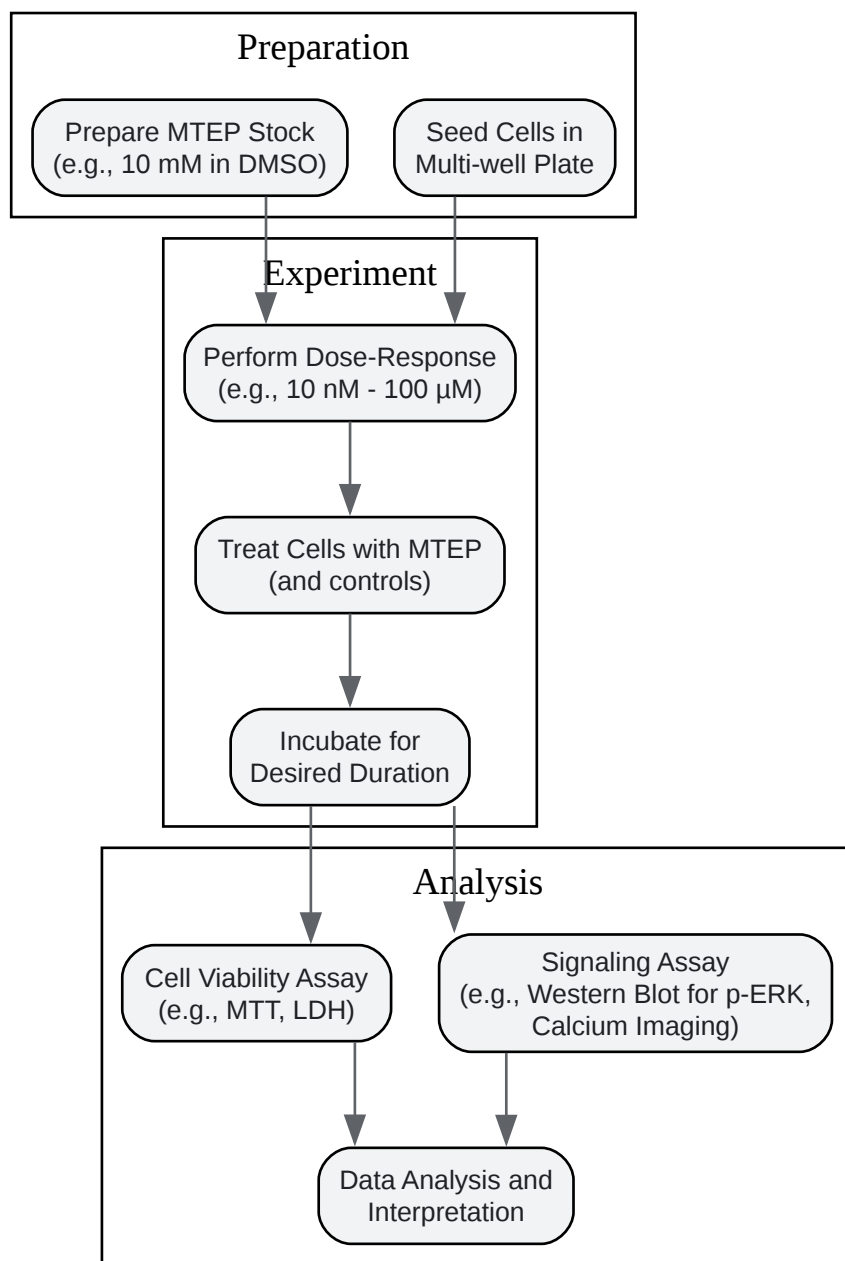 Preparation
Prepare MTEP Stock
(e.g., 10 mM in DMSO)
Seed Cells in
Multi-well Plate
Experiment
Perform Dose-Response
(e.g., 10 nM - 100 µM)
Treat Cells with MTEP
(and controls)
Incubate for
Desired Duration
Analysis
Cell Viability Assay
(e.g., MTT, LDH)
Signaling Assay
(e.g., Western Blot for p-ERK,
Calcium Imaging)
Data Analysis and
Interpretation